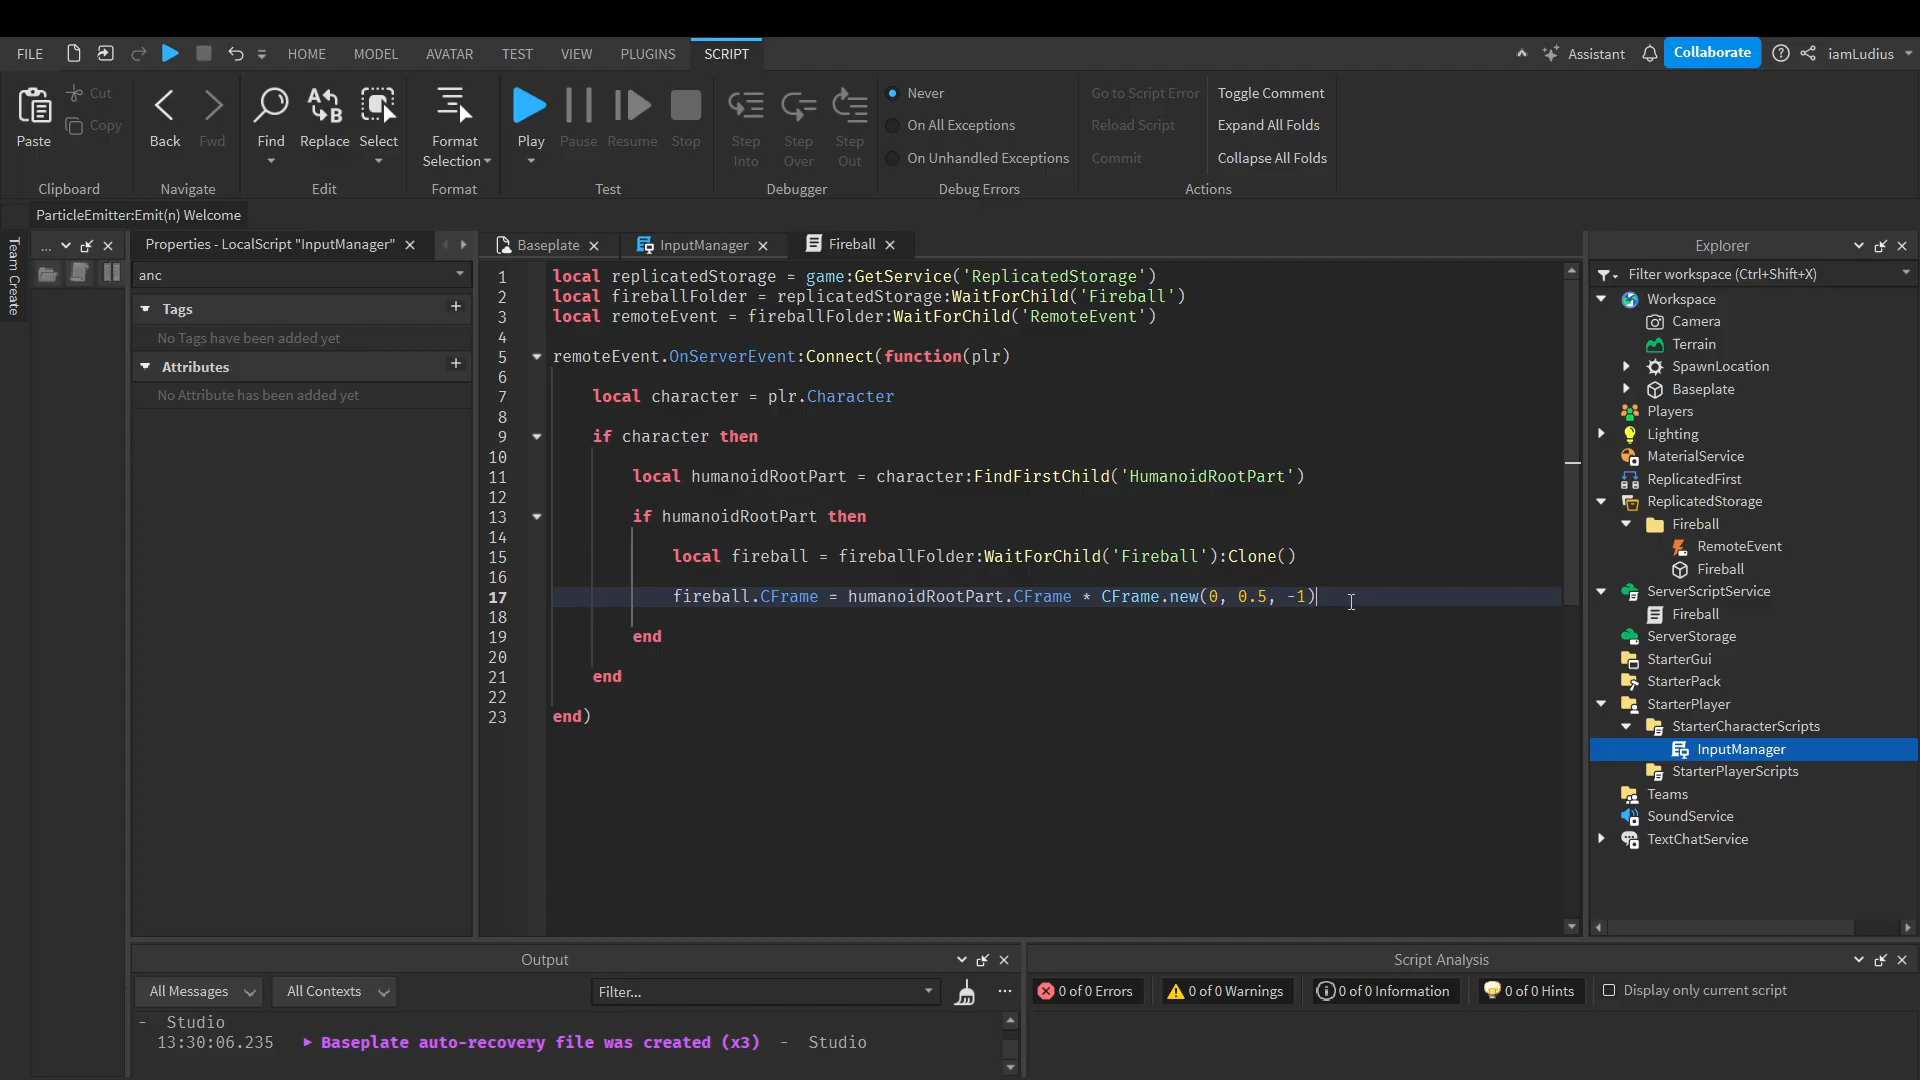 FILE HOME MODEL AVATAR TEST VIEW PLUGINS SCRIPT Assistant Collaborate iamLudius
Paste Cut Copy
Back Fwd
Find Replace Select
Format Selection
Play Pause Resume Stop
Step Into Step Over Step Out
Never
On All Exceptions
On Unhandled Exceptions
Go to Script Error
Reload Script
Commit
Toggle Comment
Expand All Folds
Collapse All Folds
Clipboard Navigate Edit Format Test Debugger Debug Errors Actions
ParticleEmitter:Emit(n) Welcome
Team Create
...
Properties - LocalScript "InputManager"
anc
Tags
No Tags have been added yet
Attributes
No Attribute has been added yet
Baseplate InputManager Fireball
1 local replicatedStorage = game:GetService('ReplicatedStorage')
2 local fireballFolder = replicatedStorage:WaitForChild('Fireball')
3 local remoteEvent = fireballFolder:WaitForChild('RemoteEvent')
4
5 remoteEvent.OnServerEvent:Connect(function(plr)
6
7 local character = plr.Character
8
9 if character then
10
11 local humanoidRootPart = character:FindFirstChild('HumanoidRootPart')
12
13 if humanoidRootPart then
14
15 local fireball = fireballFolder:WaitForChild('Fireball'):Clone()
16
17 fireball.CFrame = humanoidRootPart.CFrame * CFrame.new(0, 0.5, -1)
18
19 end
20
21 end
22
23 end)
Explorer
Filter workspace (Ctrl+Shift+X)
Workspace
Camera
Terrain
SpawnLocation
Baseplate
Players
Lighting
MaterialService
ReplicatedFirst
ReplicatedStorage
Fireball
RemoteEvent
Fireball
ServerScriptService
Fireball
ServerStorage
StarterGui
StarterPack
StarterPlayer
StarterCharacterScripts
InputManager
StarterPlayerScripts
Teams
SoundService
TextChatService
Output
All Messages All Contexts Filter... ...
- Studio
13:30:06.235 Baseplate auto-recovery file was created (x3) - Studio
Script Analysis
0 of 0 Errors 0 of 0 Warnings 0 of 0 Information 0 of 0 Hints Display only current script